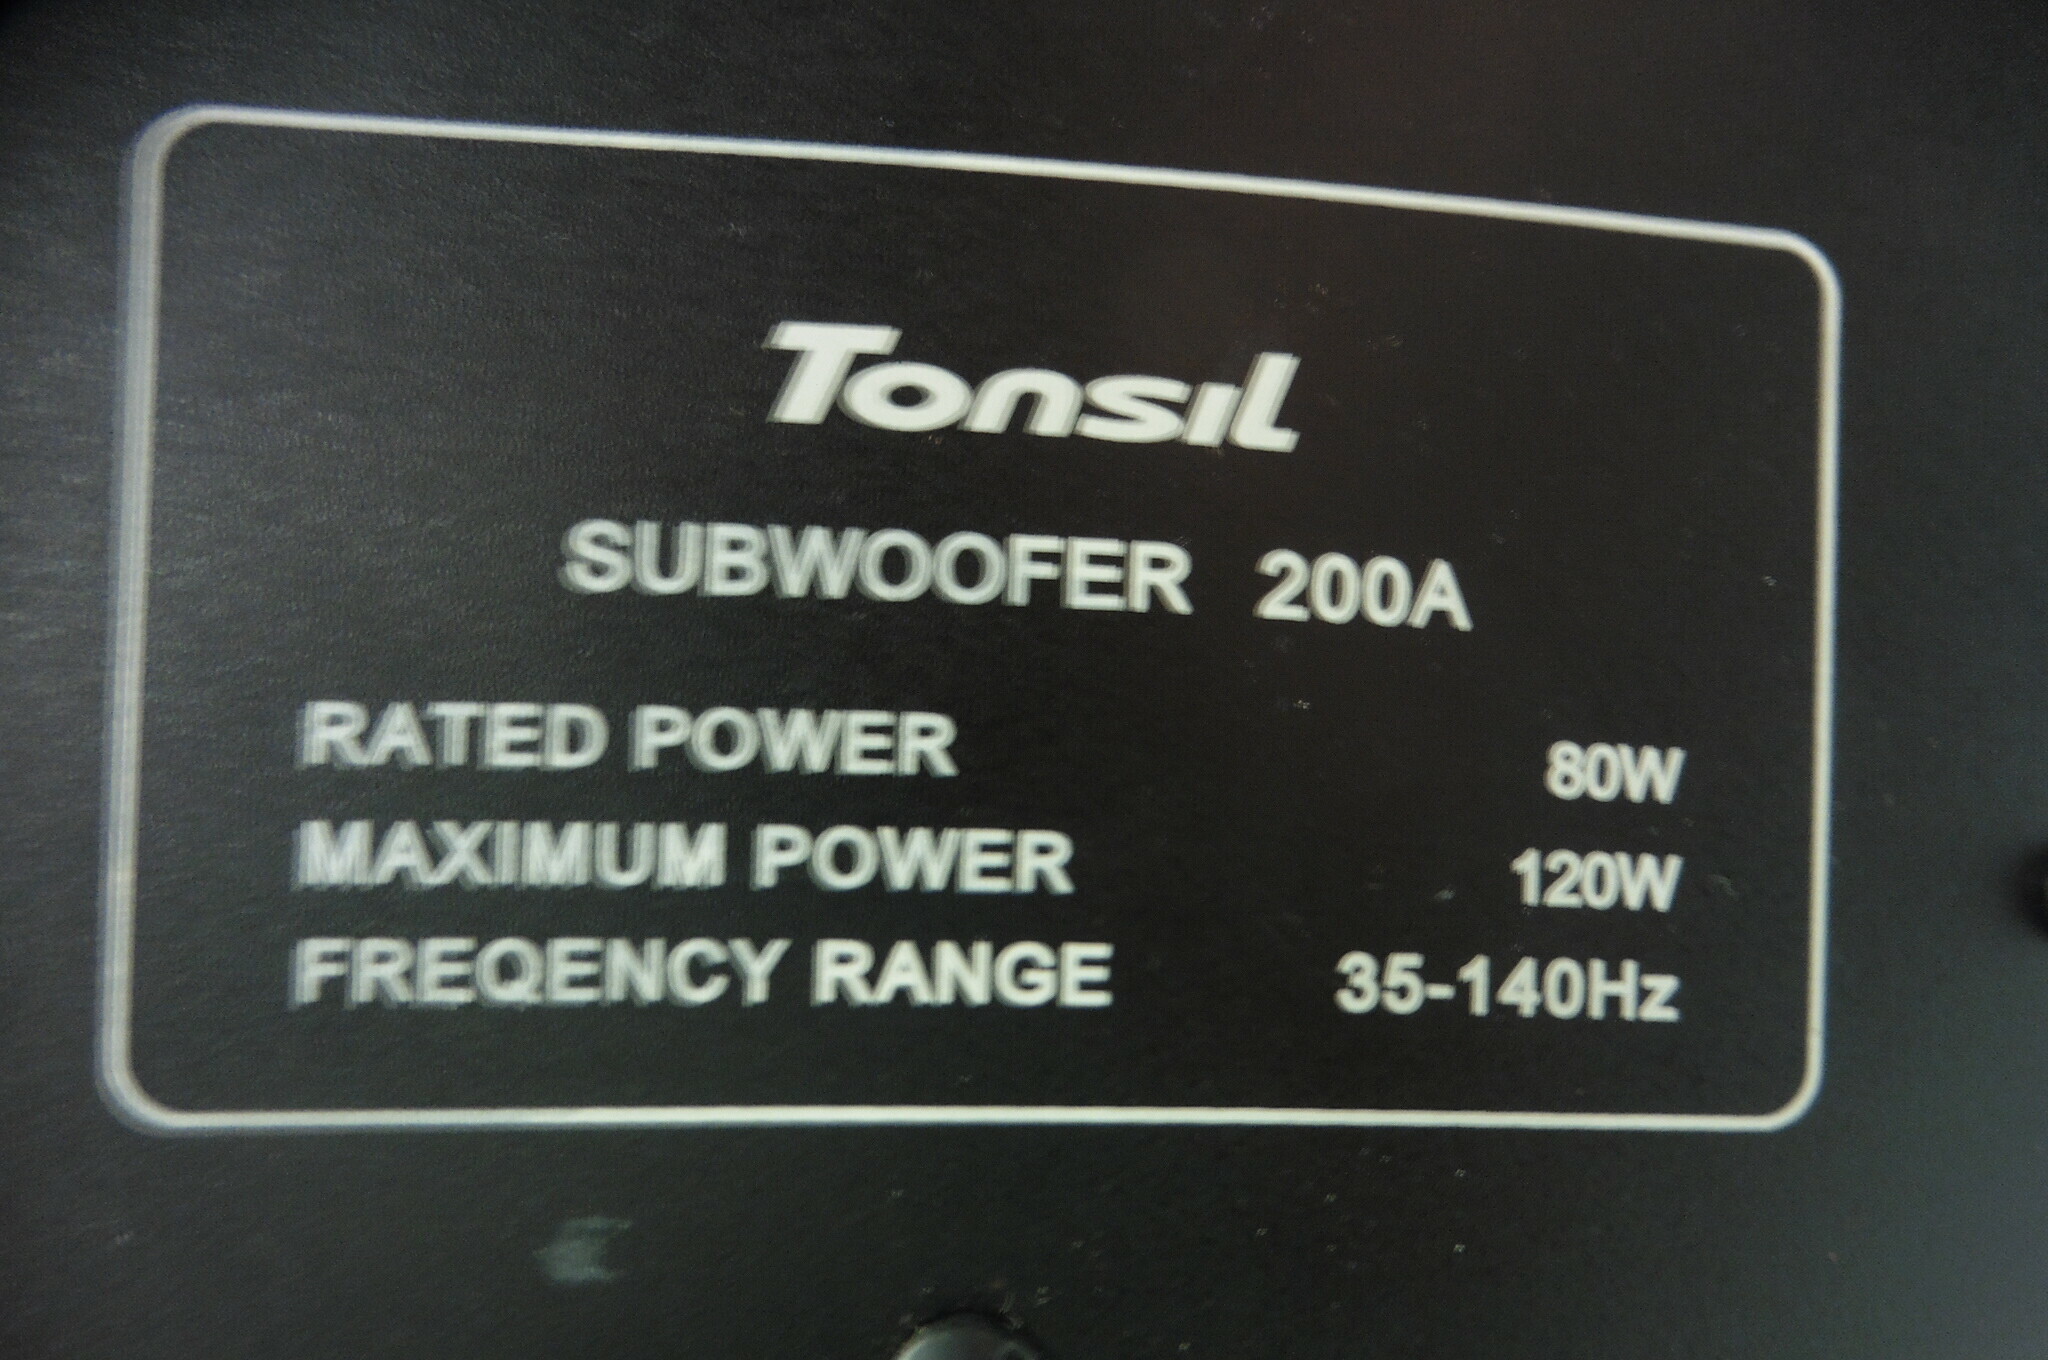 Tonsil
SUBWOOFER 200A
RATED POWER 80W
MAXIMUM POWER 120W
FREQENCY RANGE 35-140Hz